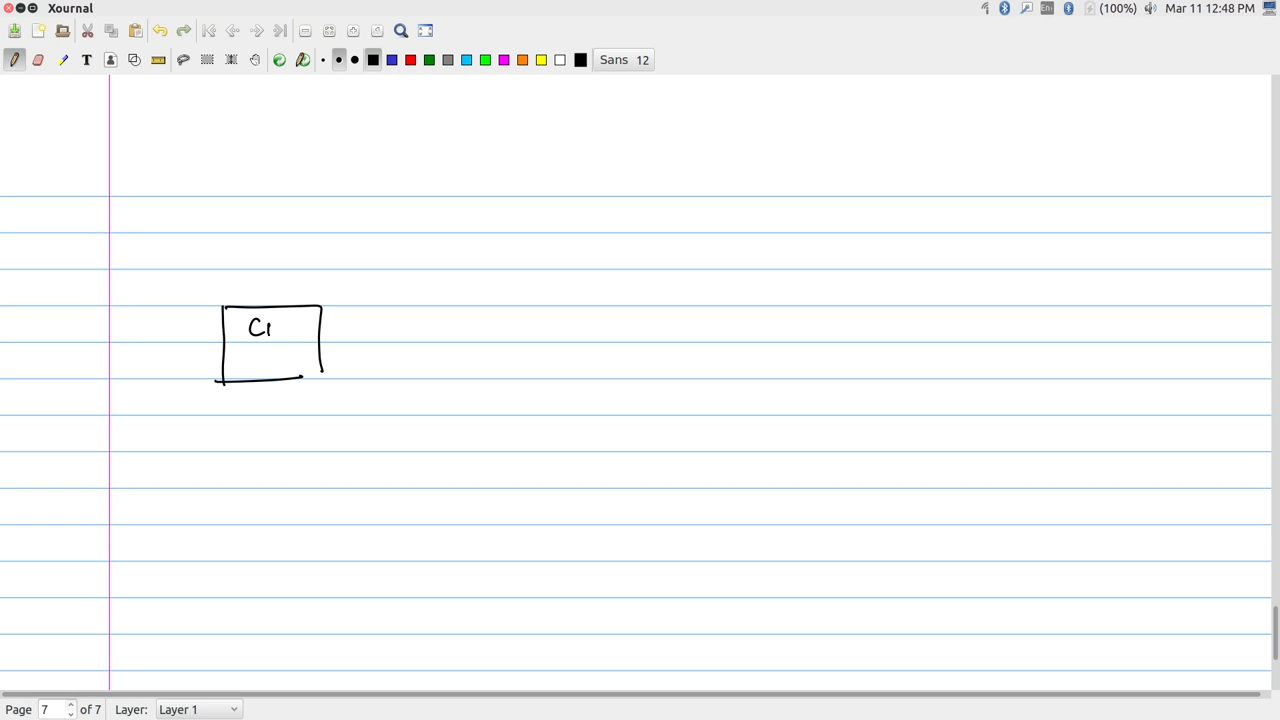 Xournal
(100%) Mar 11 12:48 PM
Sans 12
C1
Page 7 of 7 Layer: Layer 1